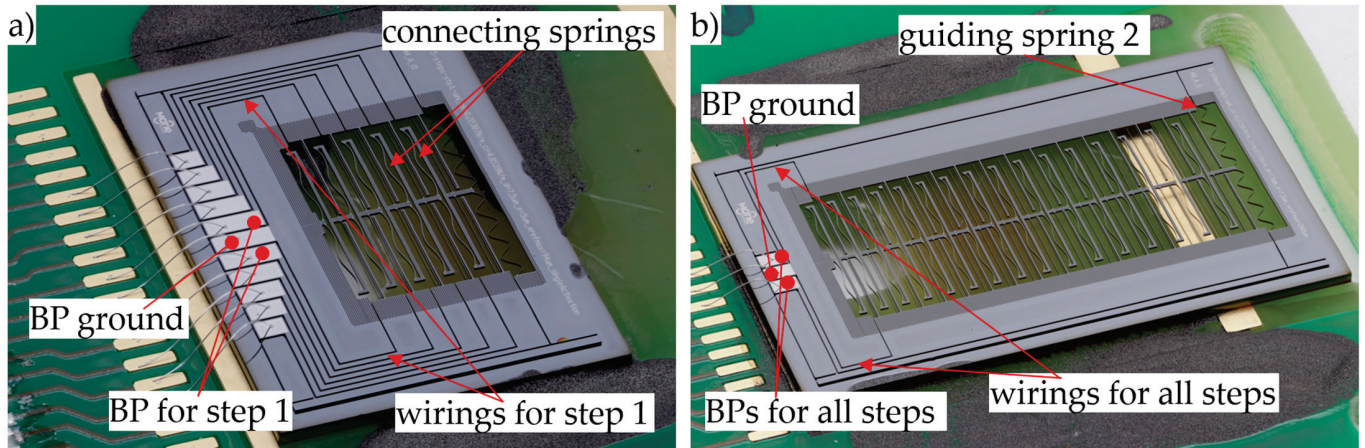 a)
connecting springs
BP ground
BP for step 1
wirings for step 1
b)
guiding spring 2
BP ground
BPs for all steps
wirings for all steps